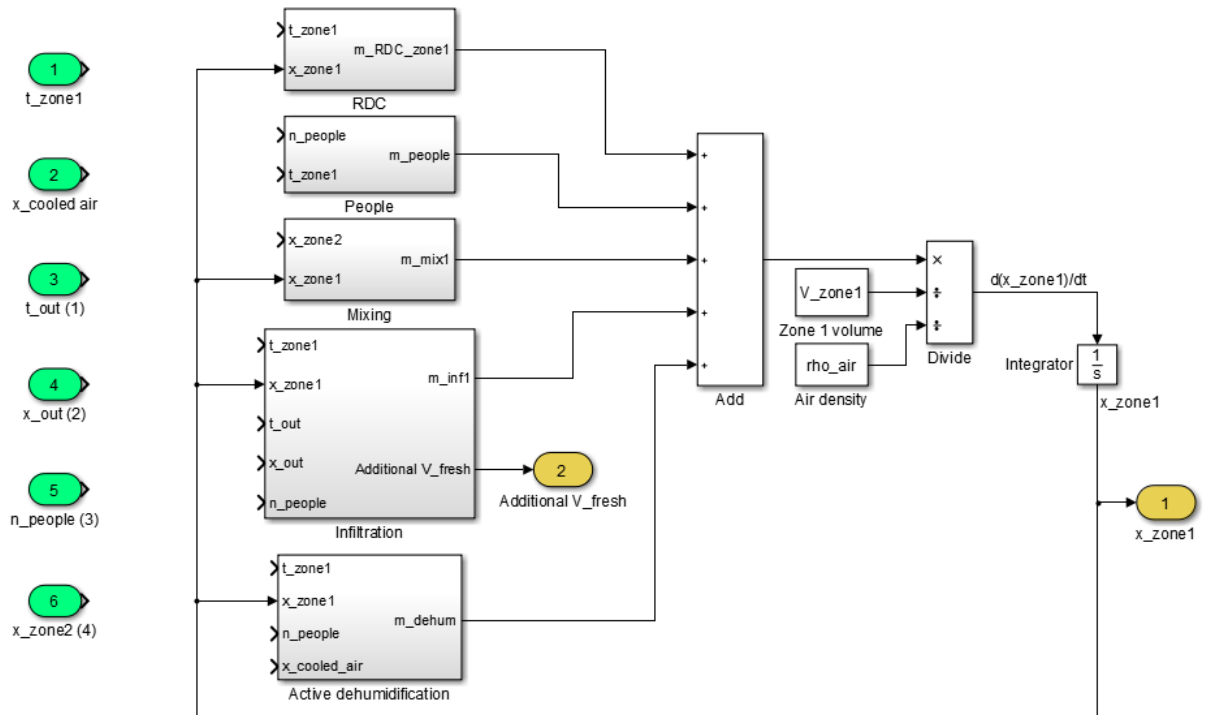 1
t_zone1
2
x_cooled air
3
t_out (1)
4
x_out (2)
5
n_people (3)
6
x_zone2 (4)
t_zone1
x_zone1
m_RDC_zone1
RDC
n_people
t_zone1
m_people
People
x_zone2
x_zone1
m_mix1
Mixing
t_zone1
x_zone1
t_out
x_out
n_people
m_inf1
Additional V_fresh
Infiltration
2
Additional V_fresh
t_zone1
x_zone1
n_people
x_cooled_air
m_dehum
Active dehumidification
+
+
+
+
+
Add
V_zone1
Zone 1 volume
rho_air
Air density
×
÷
÷
Divide
d(x_zone1)/dt
Integrator
1
s
x_zone1
1
x_zone1